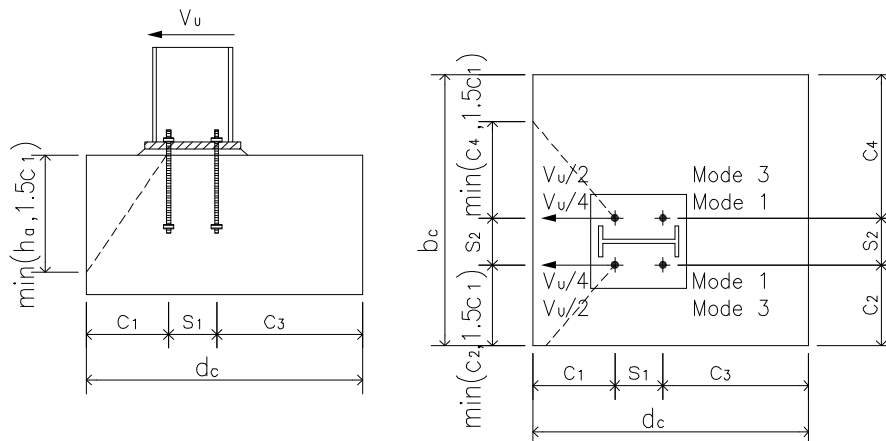 Vu
min(ha,1.5c1)
C1
S1
C3
dc
bc
min(c4,1.5c1)
S2
min(c2,1.5c1)
Vu/2 Mode 3
Vu/4 Mode 1
Vu/4 Mode 1
Vu/2 Mode 3
C4
S2
C2
C1
S1
C3
dc